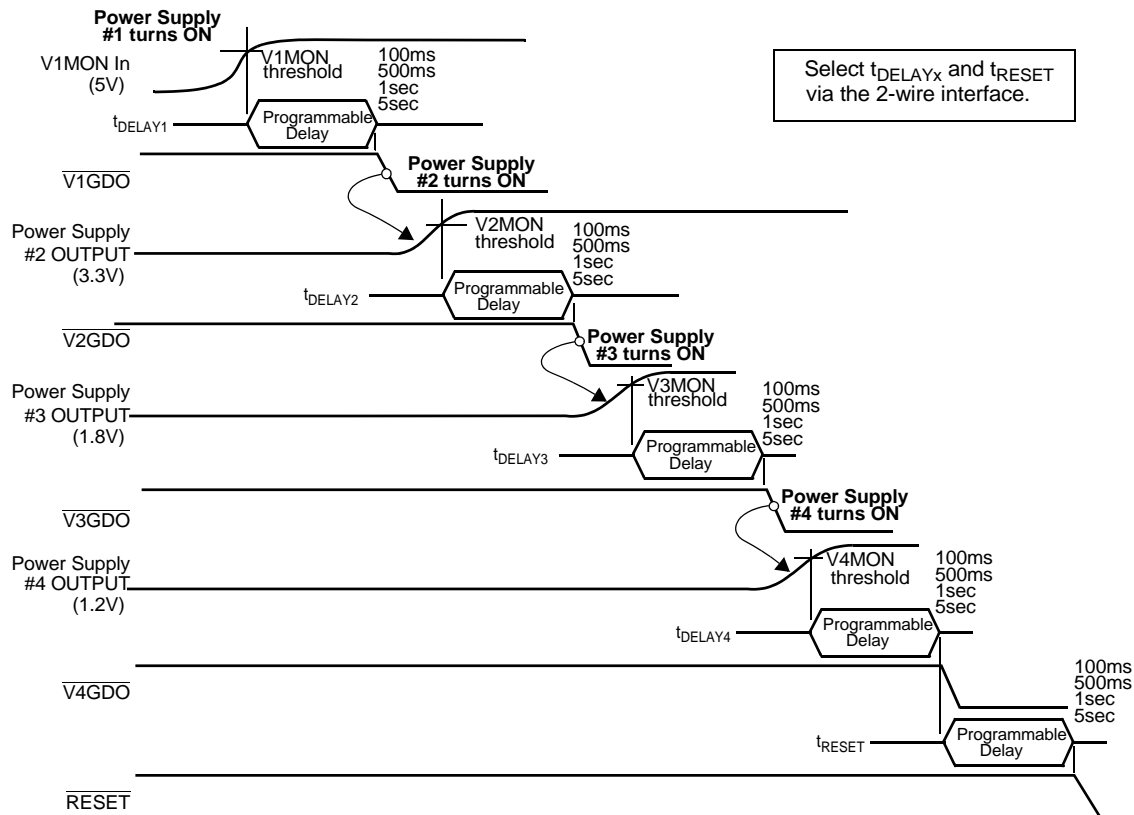 Power Supply
#1 turns ON
V1MON In
(5V)
V1MON
threshold
100ms
500ms
1sec
5sec
Select tDELAYx and tRESET
via the 2-wire interface.
tDELAY1
Programmable
Delay
V1GDO
Power Supply
#2 turns ON
Power Supply
#2 OUTPUT
(3.3V)
V2MON
threshold
100ms
500ms
1sec
5sec
tDELAY2
Programmable
Delay
V2GDO
Power Supply
#3 turns ON
Power Supply
#3 OUTPUT
(1.8V)
V3MON
threshold
100ms
500ms
1sec
5sec
tDELAY3
Programmable
Delay
V3GDO
Power Supply
#4 turns ON
Power Supply
#4 OUTPUT
(1.2V)
V4MON
threshold
100ms
500ms
1sec
5sec
tDELAY4
Programmable
Delay
V4GDO
100ms
500ms
1sec
5sec
tRESET
Programmable
Delay
RESET